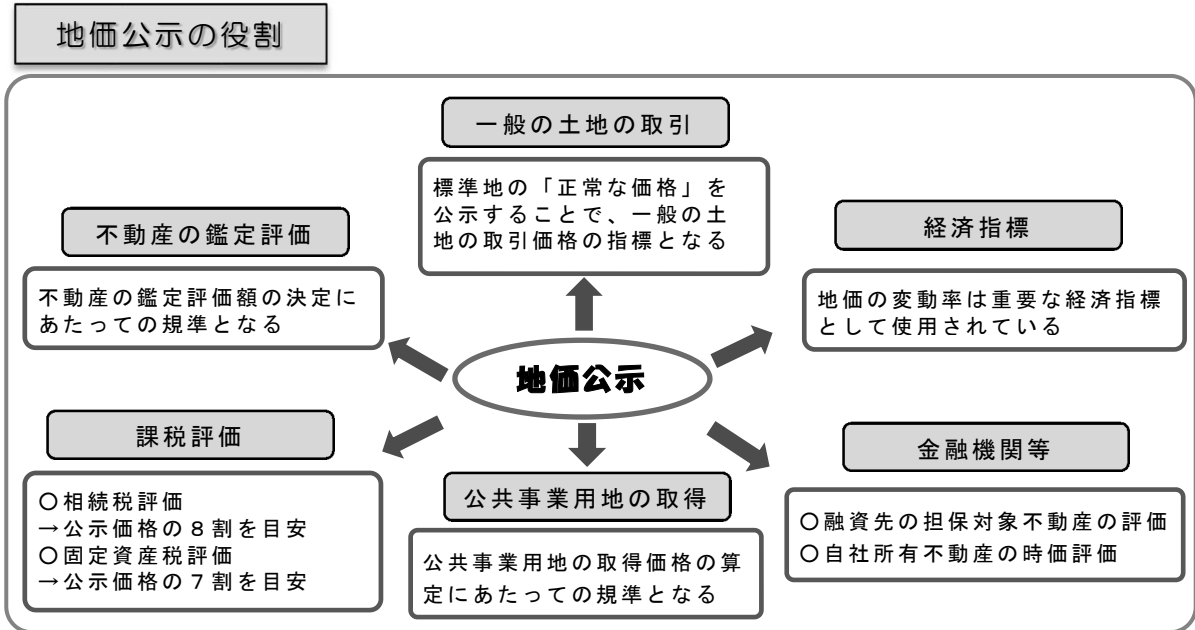 地価公示の役割
一般の土地の取引
標準地の「正常な価格」を
公示することで、一般の土
地の取引価格の指標となる
不動産の鑑定評価
不動産の鑑定評価額の決定に
あたっての規準となる
経済指標
地価の変動率は重要な経済指標
として使用されている
地価公示
課税評価
○相続税評価
→公示価格の8割を目安
○固定資産税評価
→公示価格の7割を目安
公共事業用地の取得
公共事業用地の取得価格の算
定にあたっての規準となる
金融機関等
○融資先の担保対象不動産の評価
○自社所有不動産の時価評価